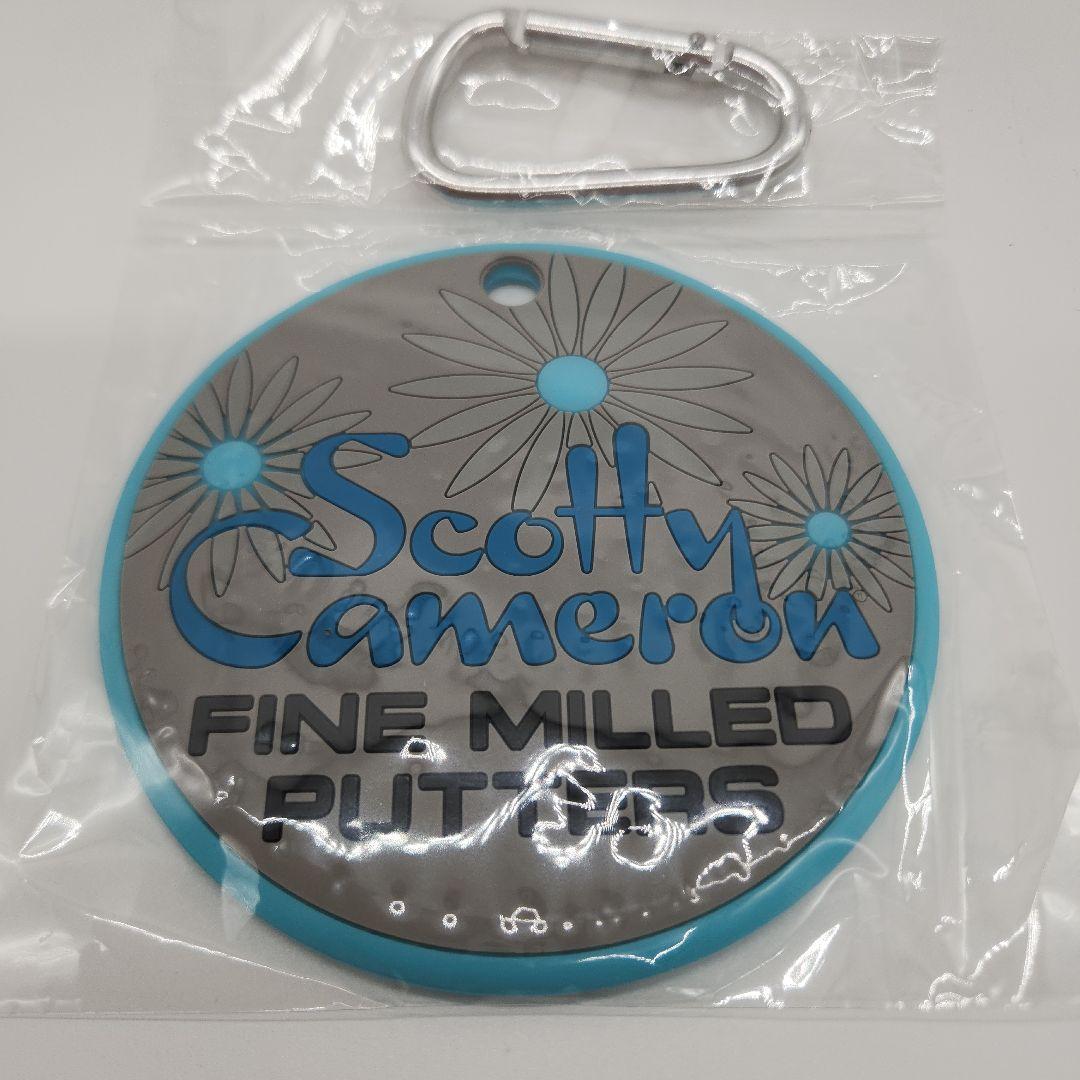 Scotty
Cameron
FINE MILLED
PUTTERS